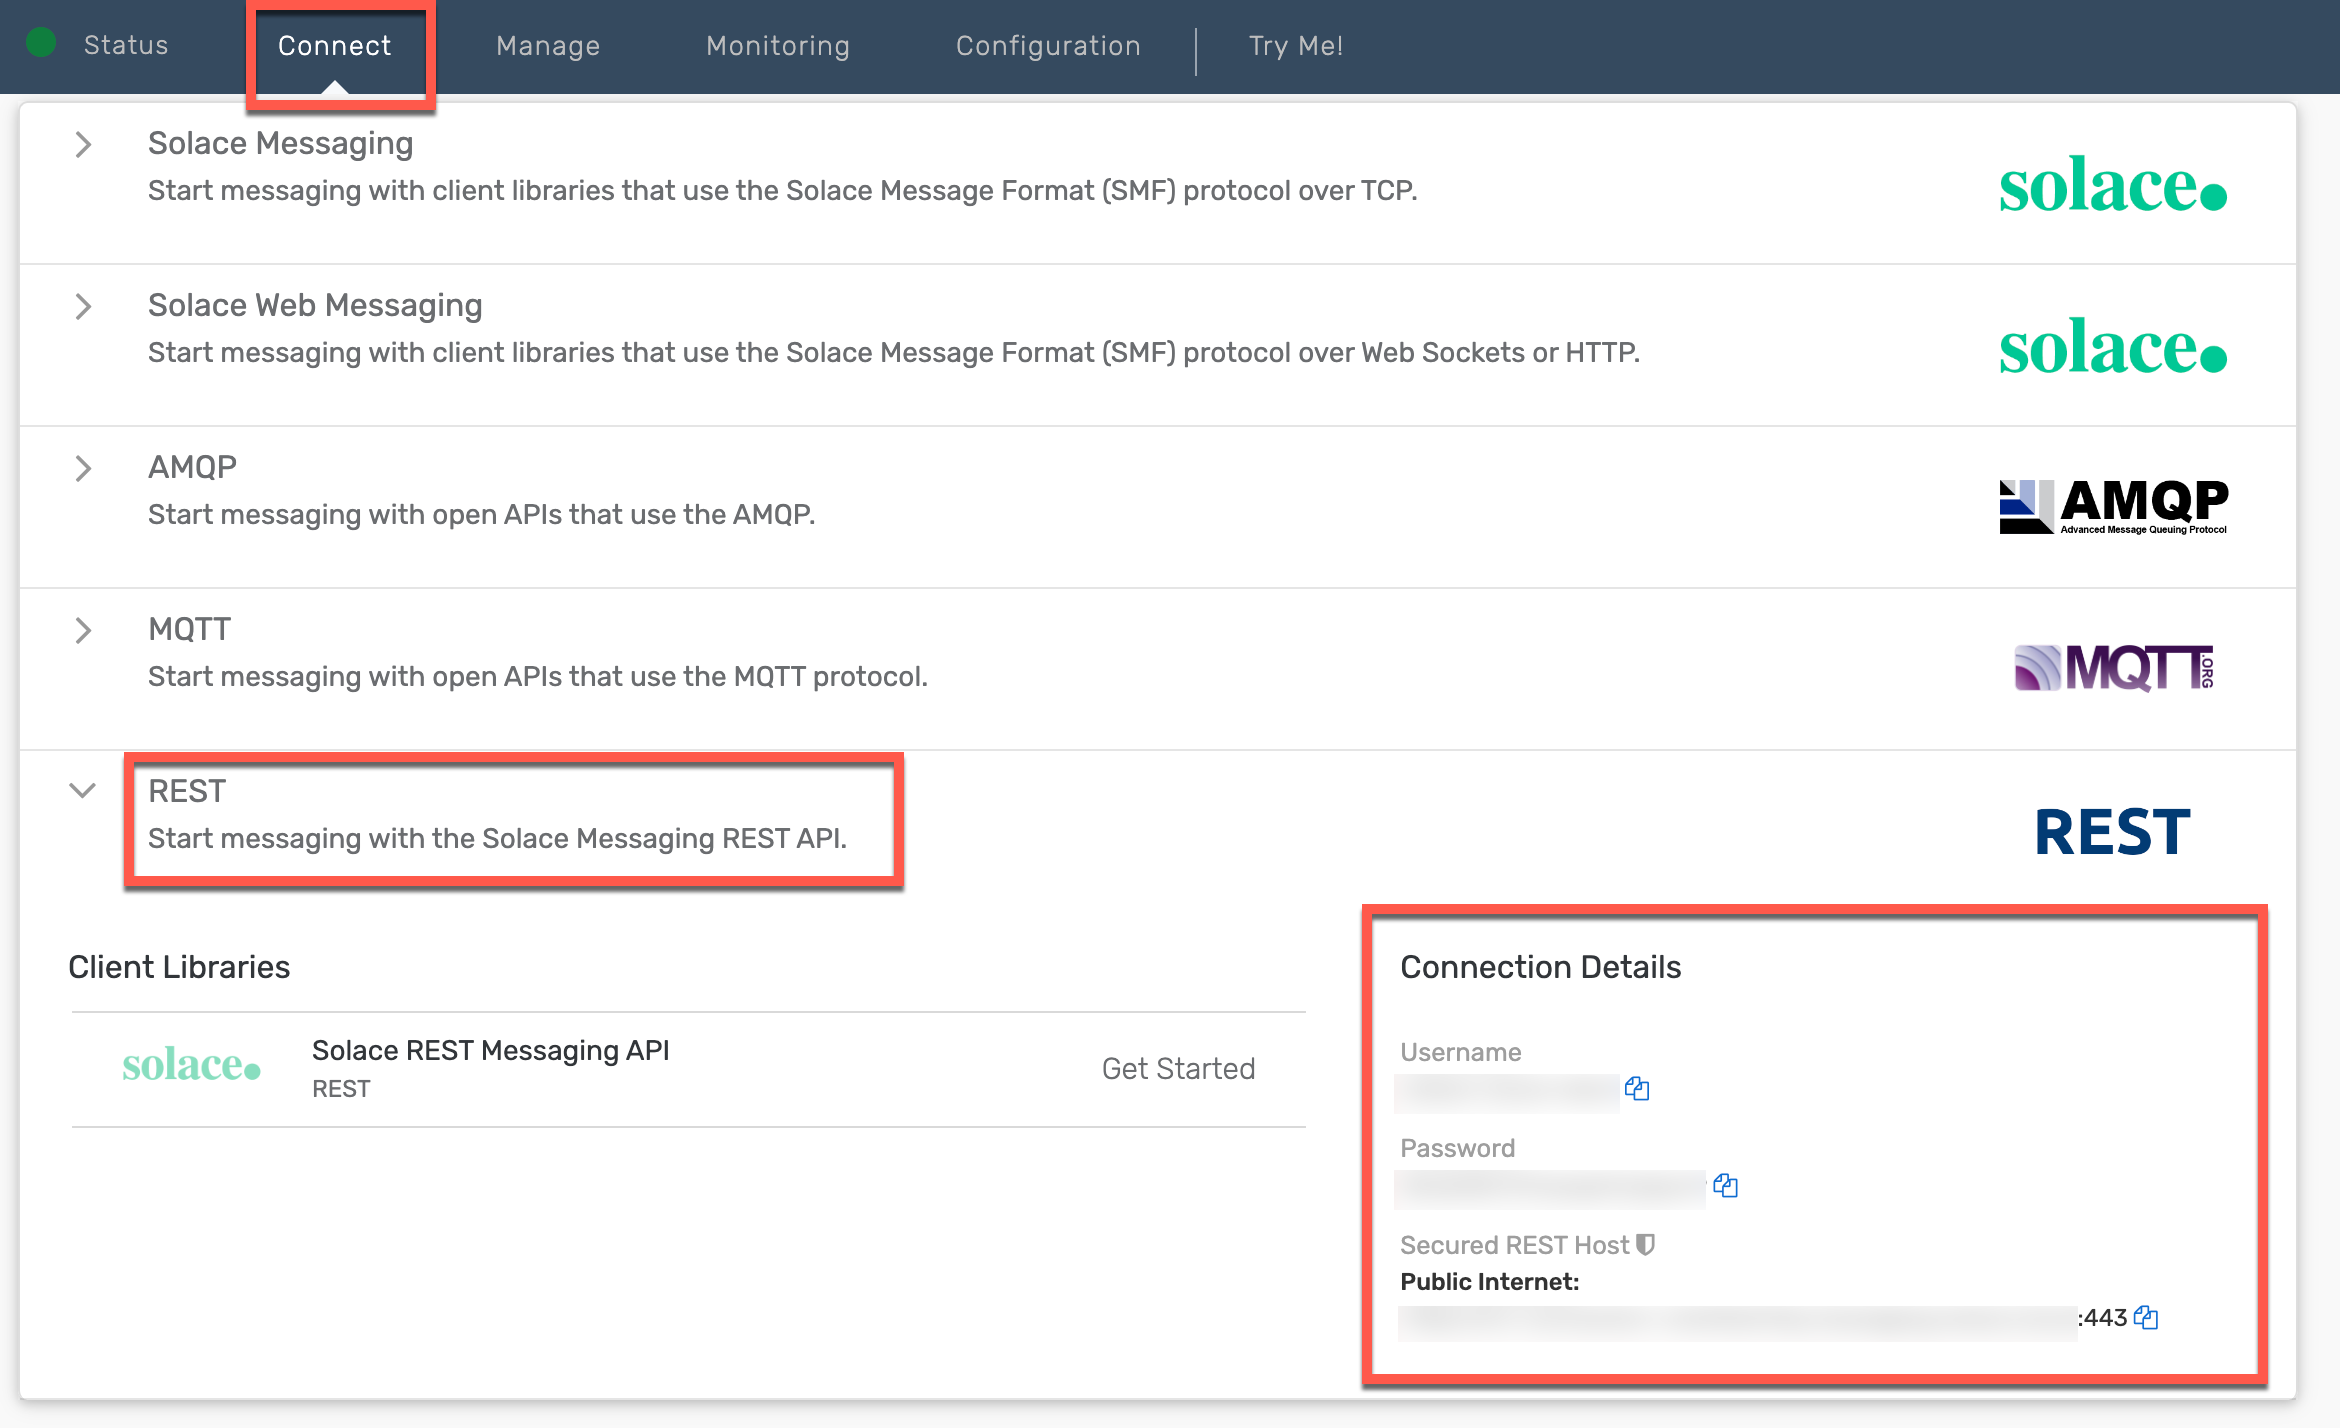 Status Connect Manage Monitoring Configuration Try Me!
Solace Messaging
Start messaging with client libraries that use the Solace Message Format (SMF) protocol over TCP.
solace.
Solace Web Messaging
Start messaging with client libraries that use the Solace Message Format (SMF) protocol over Web Sockets or HTTP.
solace.
AMQP
Start messaging with open APIs that use the AMQP.
AMQP
Advanced Message Queuing Protocol
MQTT
Start messaging with open APIs that use the MQTT protocol.
MQTT.ORG
REST
Start messaging with the Solace Messaging REST API.
REST
Client Libraries
solace.
Solace REST Messaging API
REST
Get Started
Connection Details
Username
Password
Secured REST Host
Public Internet:
:443